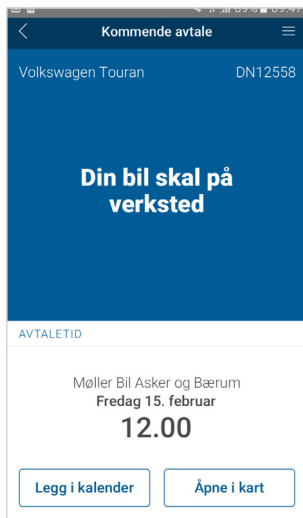 Kommende avtale
Volkswagen Touran DN12558
Din bil skal på
verksted
AVTALETID
Møller Bil Asker og Bærum
Fredag 15. februar
12.00
Legg i kalender Åpne i kart